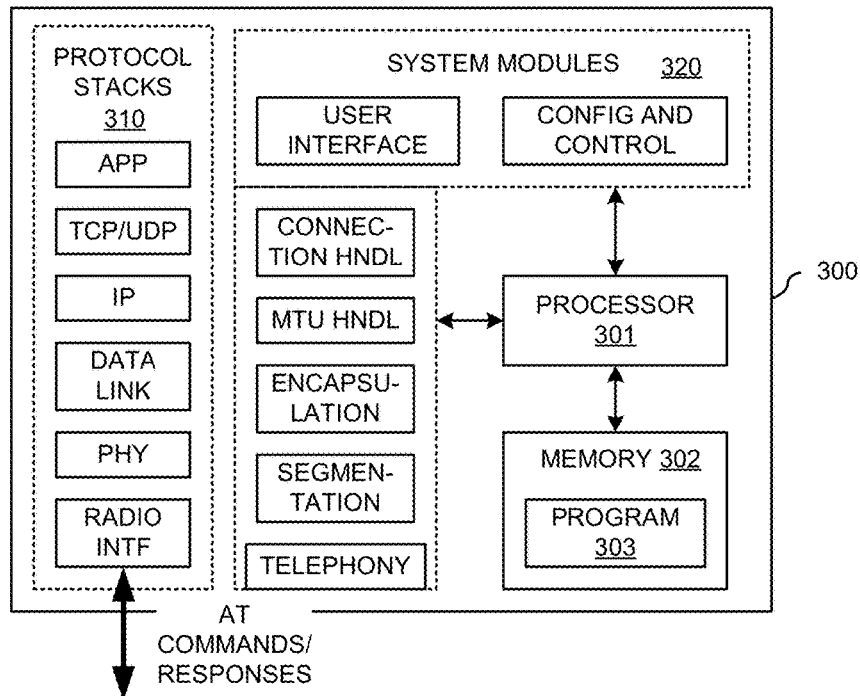 PROTOCOL
STACKS
310
APP
TCP/UDP
IP
DATA
LINK
PHY
RADIO
INTF
SYSTEM MODULES 320
USER
INTERFACE
CONFIG AND
CONTROL
CONNEC-
TION HNDL
MTU HNDL
ENCAPSU-
LATION
SEGMEN-
TATION
TELEPHONY
PROCESSOR
301
MEMORY 302
PROGRAM
303
300
AT
COMMANDS/
RESPONSES